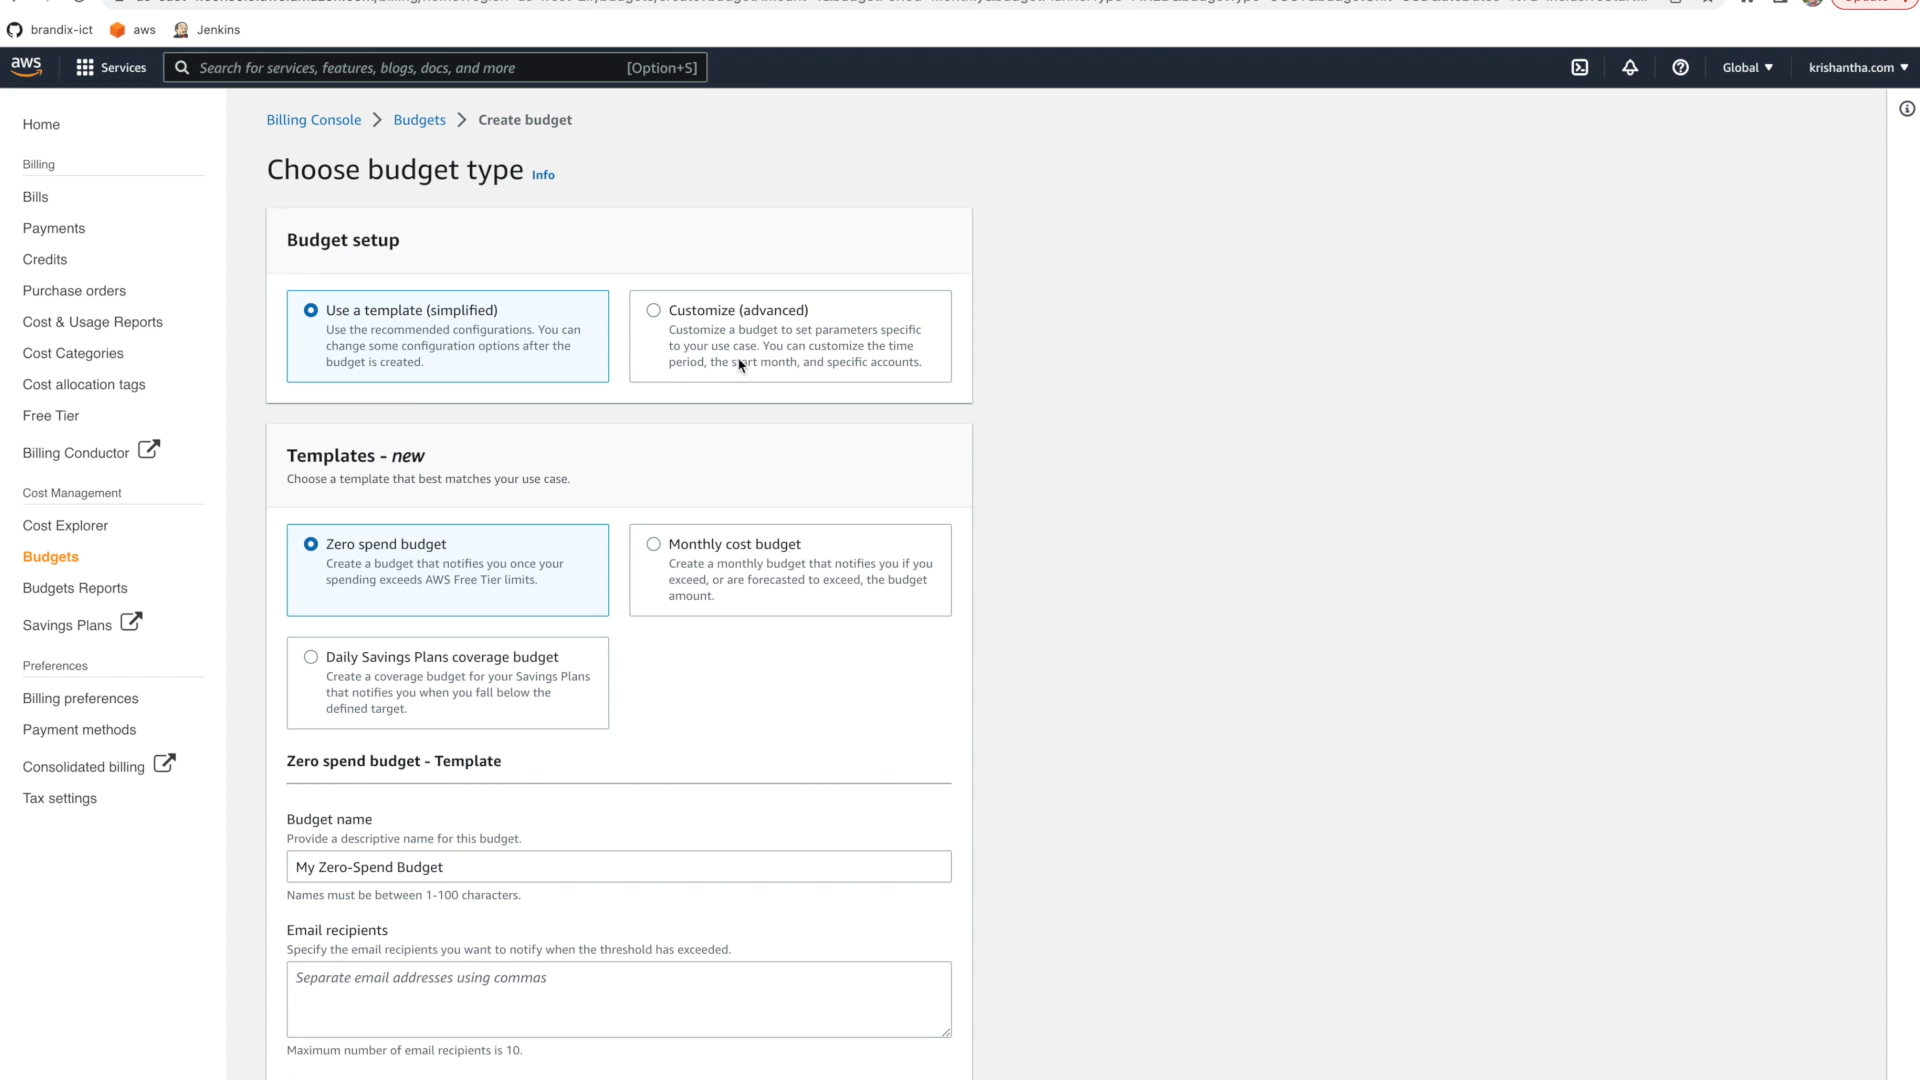 brandix-ict aws Jenkins
aws Services Search for services, features, blogs, docs, and more [Option+S] Global krishantha.com
Home
Billing
Bills
Payments
Credits
Purchase orders
Cost & Usage Reports
Cost Categories
Cost allocation tags
Free Tier
Billing Conductor
Cost Management
Cost Explorer
Budgets
Budgets Reports
Savings Plans
Preferences
Billing preferences
Payment methods
Consolidated billing
Tax settings
Billing Console Budgets Create budget
Choose budget type Info
Budget setup
Use a template (simplified)
Use the recommended configurations. You can
change some configuration options after the
budget is created.
Customize (advanced)
Customize a budget to set parameters specific
to your use case. You can customize the time
period, the start month, and specific accounts.
Templates - new
Choose a template that best matches your use case.
Zero spend budget
Create a budget that notifies you once your
spending exceeds AWS Free Tier limits.
Monthly cost budget
Create a monthly budget that notifies you if you
exceed, or are forecasted to exceed, the budget
amount.
Daily Savings Plans coverage budget
Create a coverage budget for your Savings Plans
that notifies you when you fall below the
defined target.
Zero spend budget - Template
Budget name
Provide a descriptive name for this budget.
My Zero-Spend Budget
Names must be between 1-100 characters.
Email recipients
Specify the email recipients you want to notify when the threshold has exceeded.
Separate email addresses using commas
Maximum number of email recipients is 10.